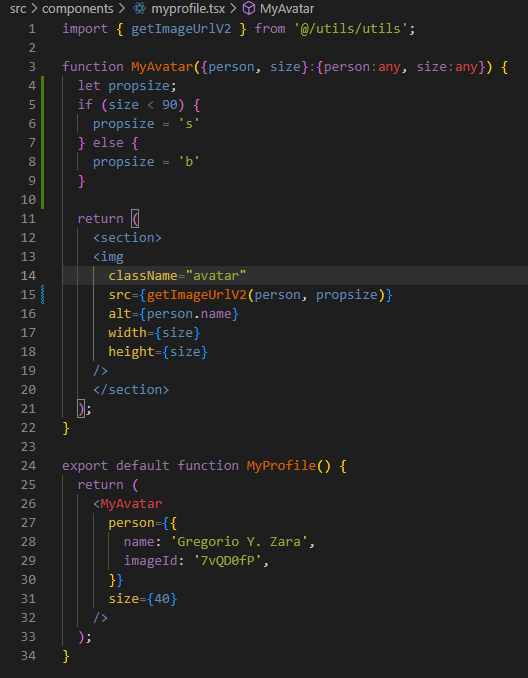 src > components > myprofile.tsx > MyAvatar
1 import { getImageUrlV2 } from '@/utils/utils';
2
3 function MyAvatar({person, size}:{person:any, size:any}) {
4   let propsize;
5   if (size < 90) {
6     propsize = 's'
7   } else {
8     propsize = 'b'
9   }
10
11   return (
12     <section>
13     <img
14       className="avatar"
15       src={getImageUrlV2(person, propsize)}
16       alt={person.name}
17       width={size}
18       height={size}
19     />
20     </section>
21   );
22 }
23
24 export default function MyProfile() {
25   return (
26     <MyAvatar
27       person={{
28         name: 'Gregorio Y. Zara',
29         imageId: '7vQD0fP',
30       }}
31       size={40}
32     />
33   );
34 }